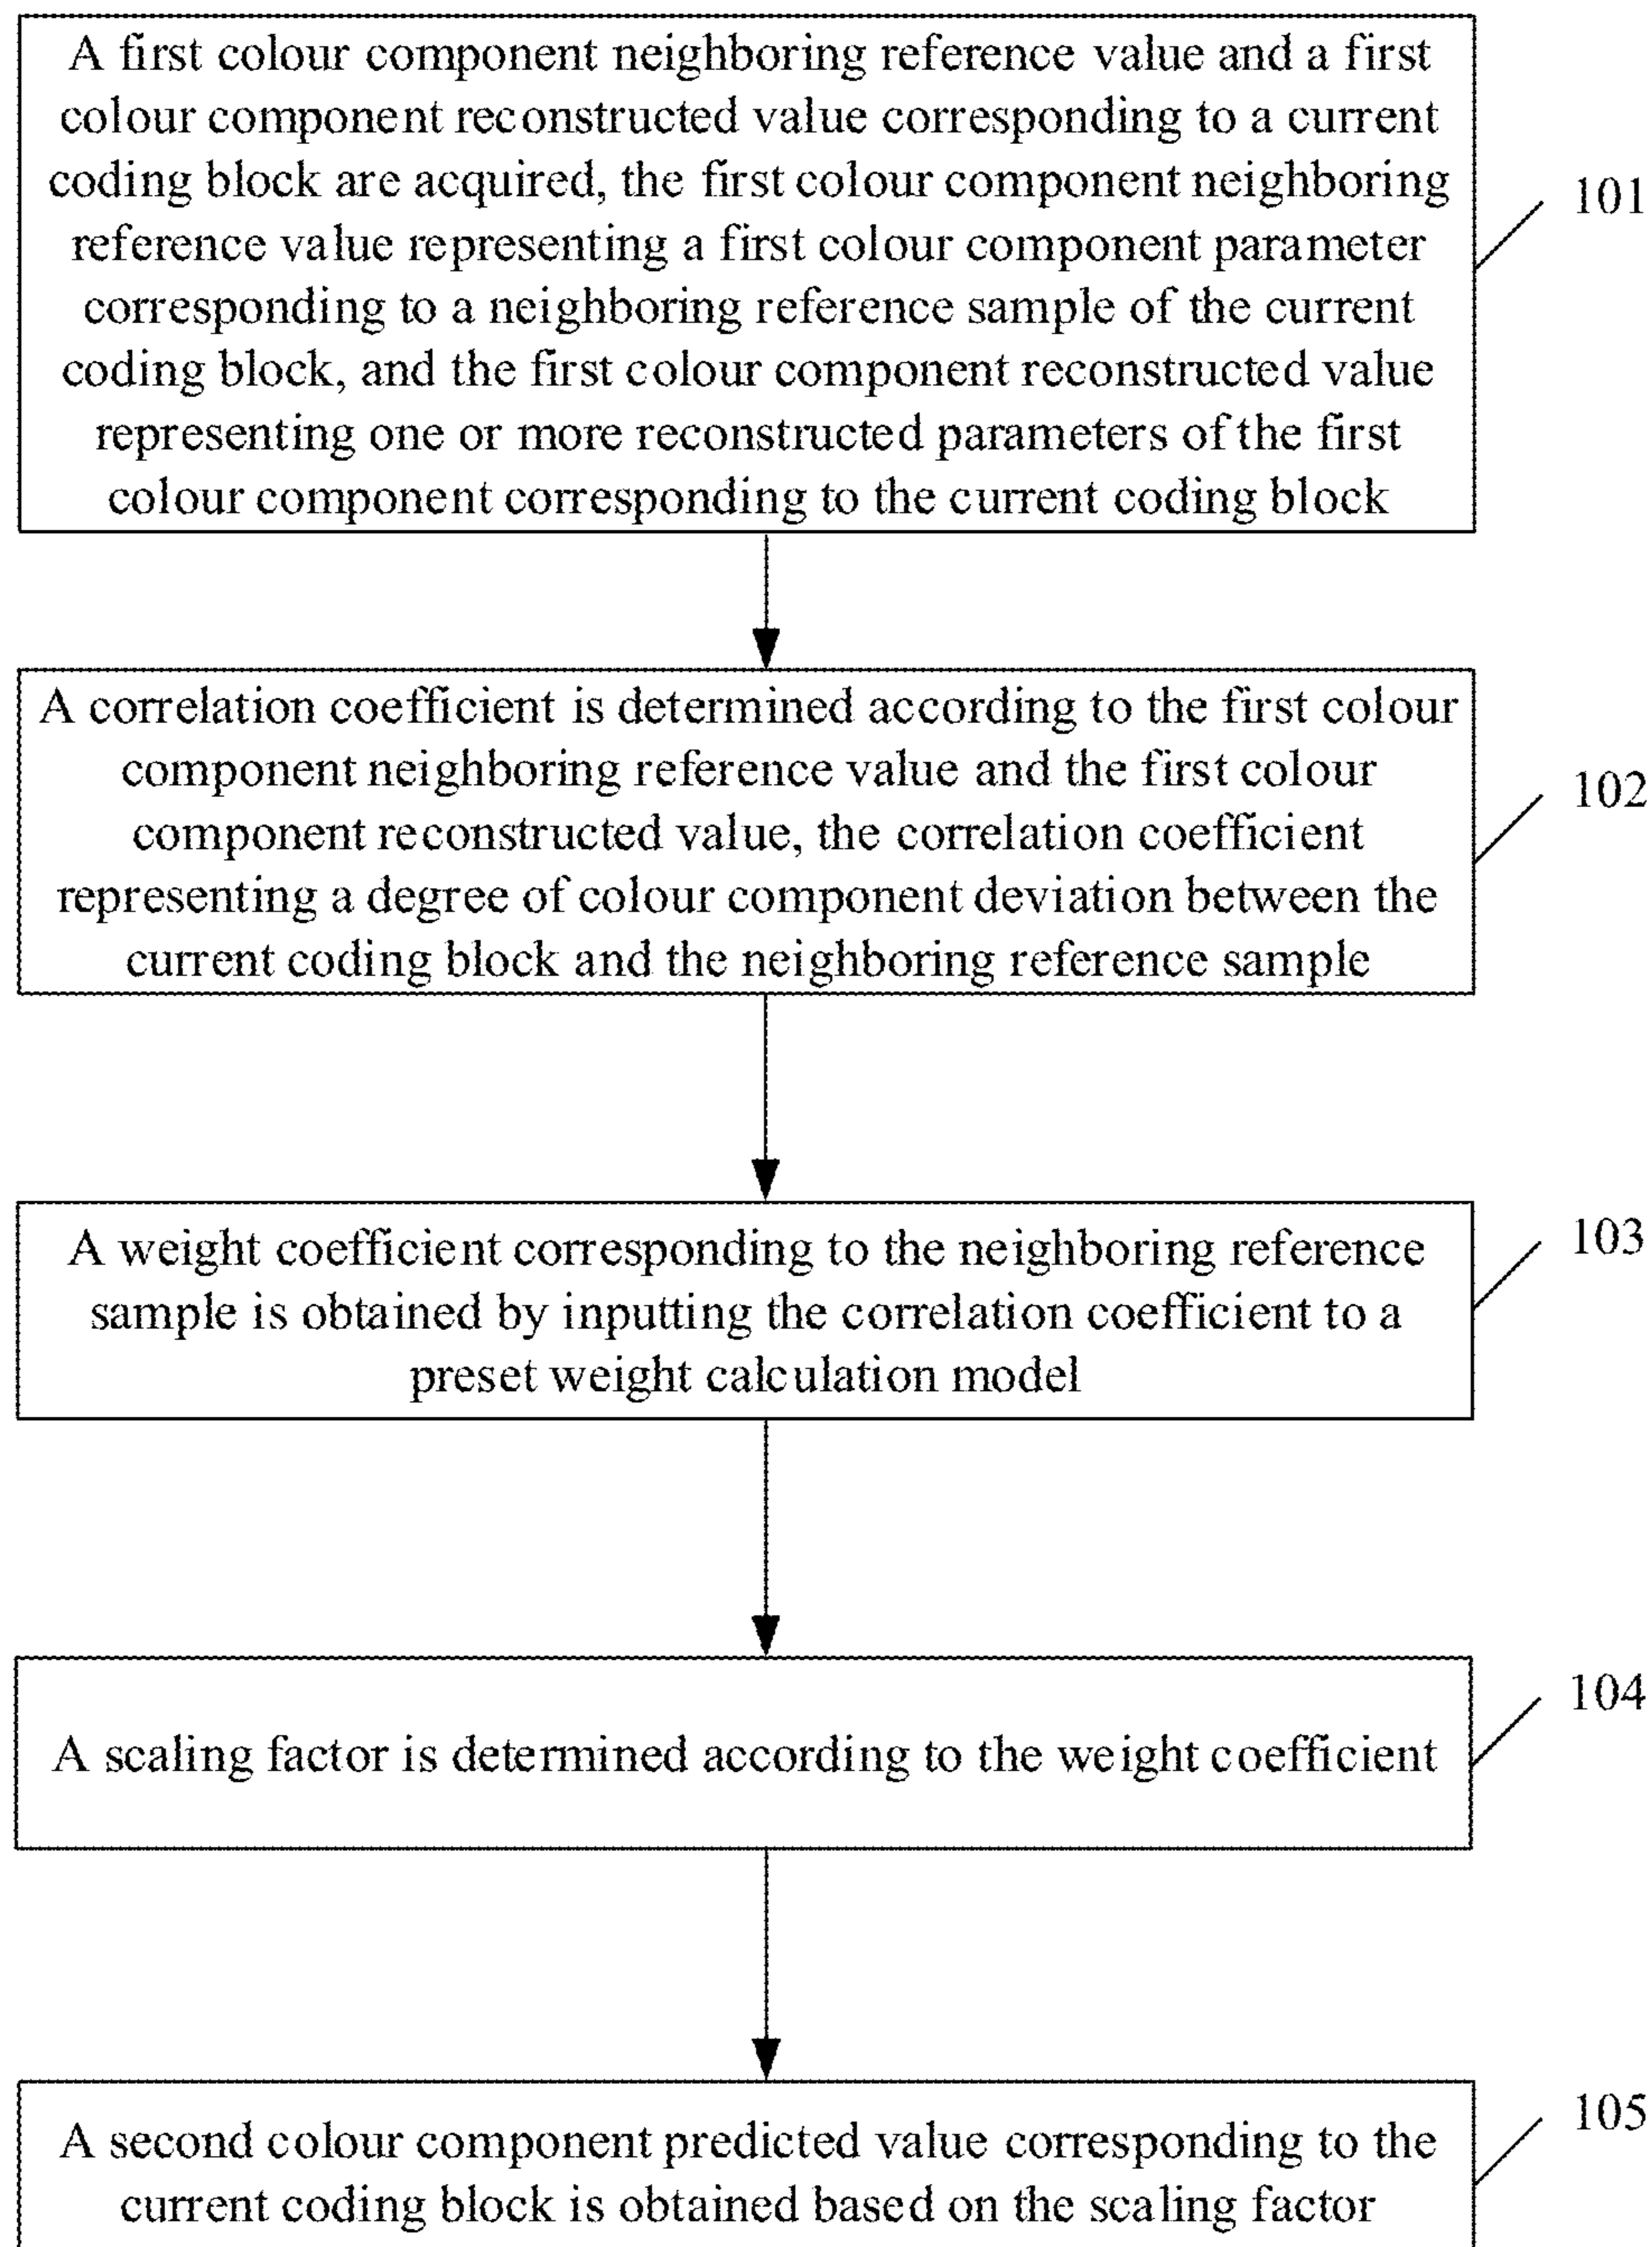 A first colour component neighboring reference value and a first
colour component reconstructed value corresponding to a current
coding block are acquired, the first colour component neighboring
reference value representing a first colour component parameter
corresponding to a neighboring reference sample of the current
coding block, and the first colour component reconstructed value
representing one or more reconstructed parameters of the first
colour component corresponding to the current coding block
101
A correlation coefficient is determined according to the first colour
component neighboring reference value and the first colour
component reconstructed value, the correlation coefficient
representing a degree of colour component deviation between the
current coding block and the neighboring reference sample
102
A weight coefficient corresponding to the neighboring reference
sample is obtained by inputting the correlation coefficient to a
preset weight calculation model
103
A scaling factor is determined according to the weight coefficient
104
A second colour component predicted value corresponding to the
current coding block is obtained based on the scaling factor
105